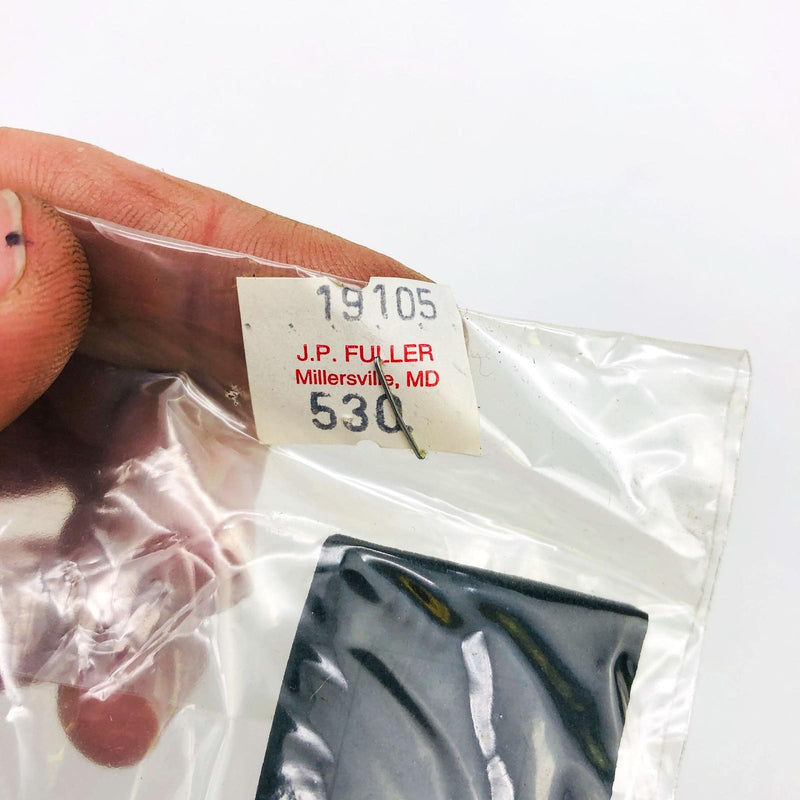 19105
J.P. FULLER
Millersville, MD
530